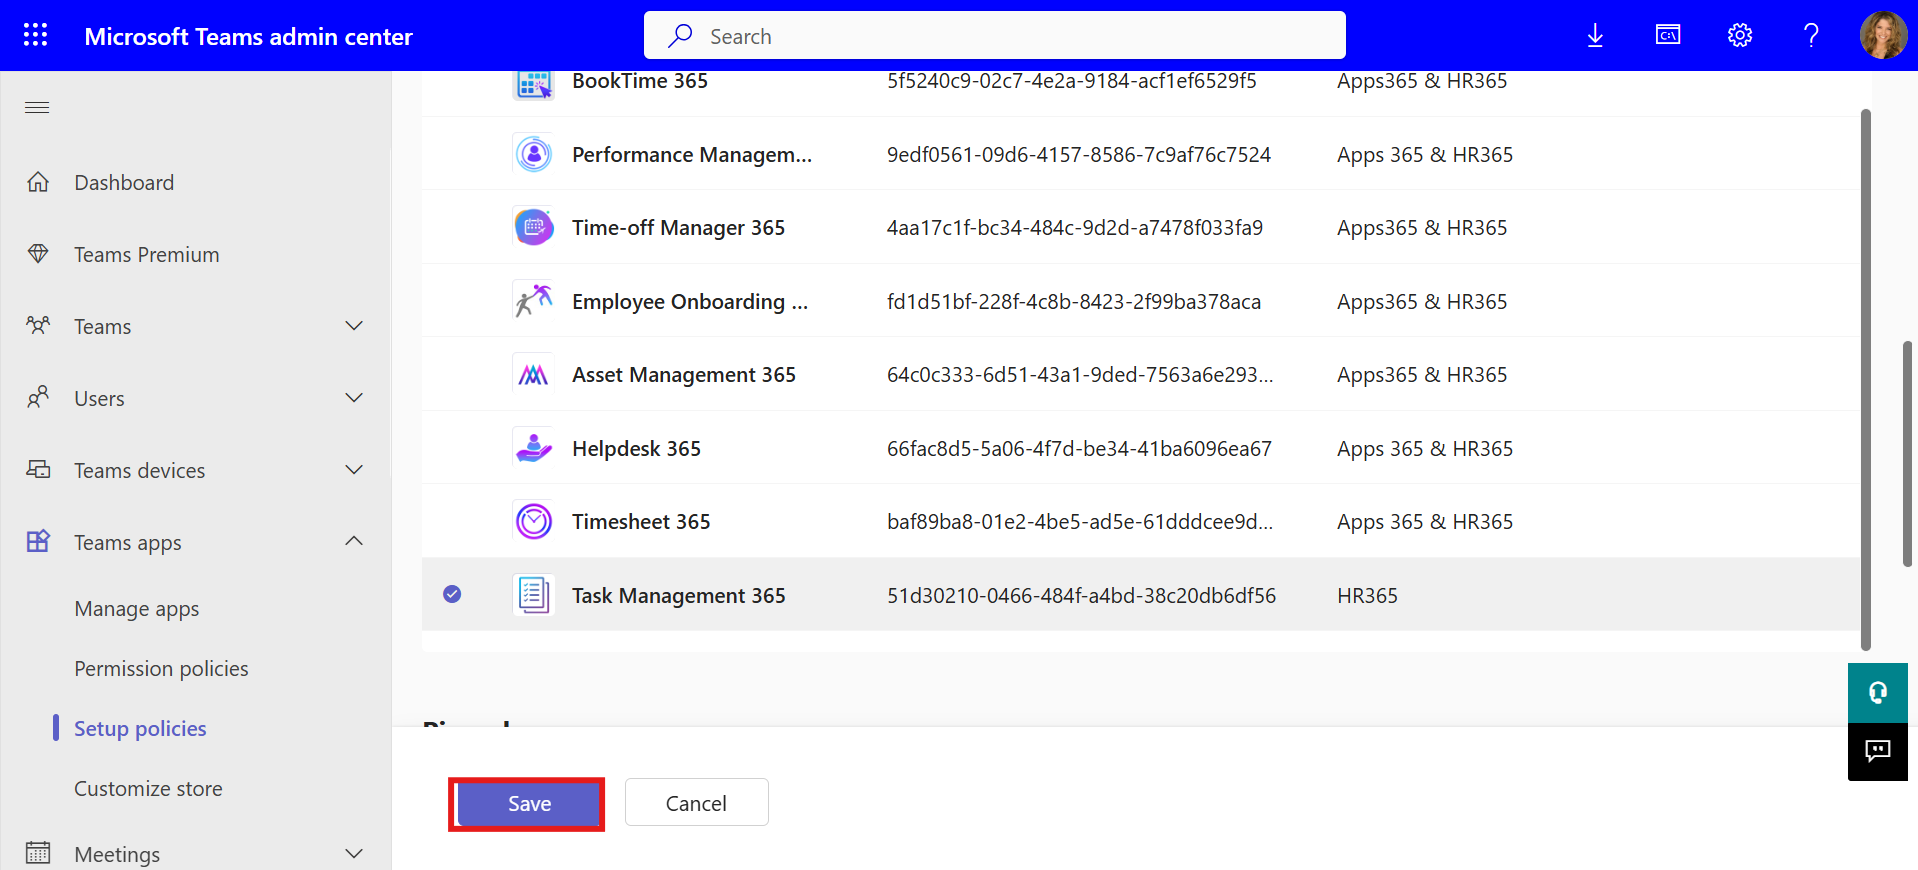 Microsoft Teams admin center
Search
C:\
Dashboard
Teams Premium
Teams
Users
Teams devices
Teams apps
Manage apps
Permission policies
Setup policies
Customize store
Meetings
BookTime 365 5f5240c9-02c7-4e2a-9184-acf1ef6529f5 Apps365 & HR365
Performance Managem... 9edf0561-09d6-4157-8586-7c9af76c7524 Apps 365 & HR365
Time-off Manager 365 4aa17c1f-bc34-484c-9d2d-a7478f033fa9 Apps365 & HR365
Employee Onboarding ... fd1d51bf-228f-4c8b-8423-2f99ba378aca Apps365 & HR365
Asset Management 365 64c0c333-6d51-43a1-9ded-7563a6e293... Apps365 & HR365
Helpdesk 365 66fac8d5-5a06-4f7d-be34-41ba6096ea67 Apps 365 & HR365
Timesheet 365 baf89ba8-01e2-4be5-ad5e-61dddcee9d... Apps 365 & HR365
Task Management 365 51d30210-0466-484f-a4bd-38c20db6df56 HR365
Save Cancel